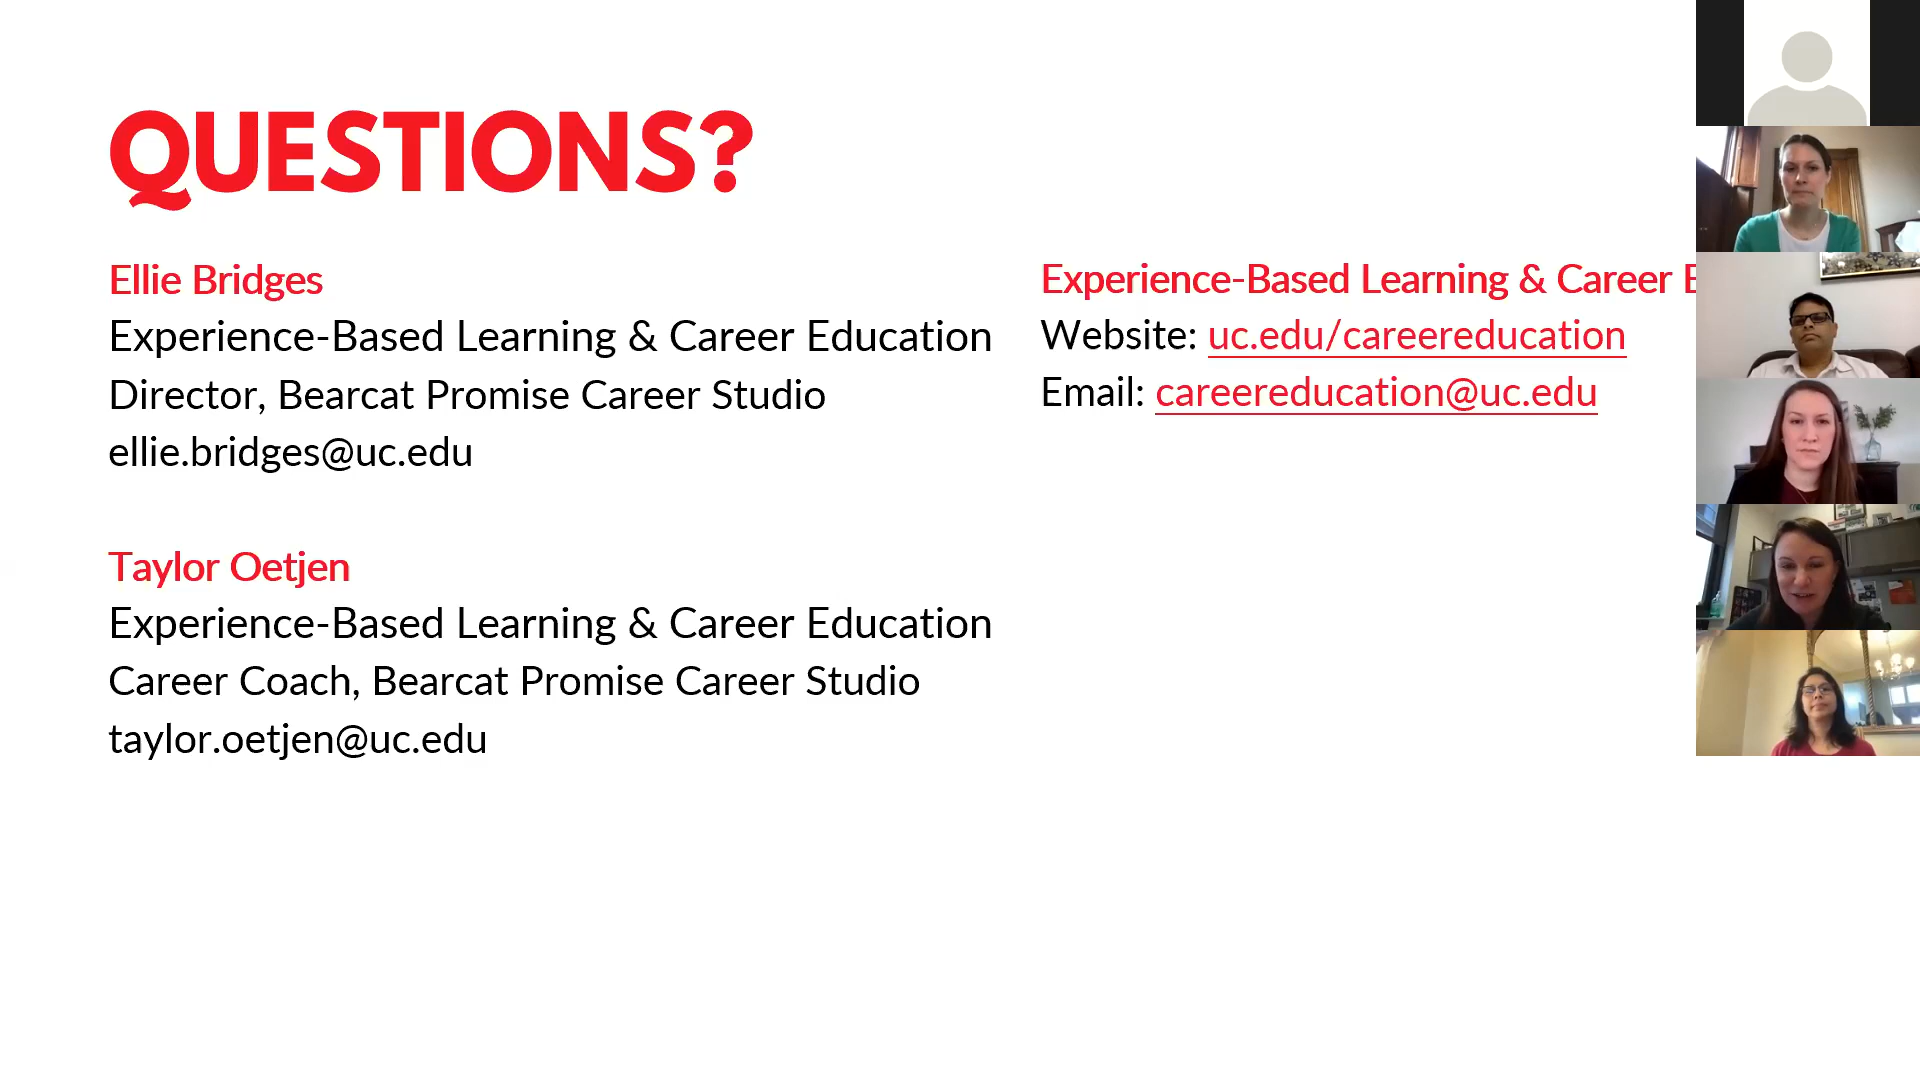 QUESTIONS?
Ellie Bridges
Experience-Based Learning & Career Education
Director, Bearcat Promise Career Studio
ellie.bridges@uc.edu
Taylor Oetjen
Experience-Based Learning & Career Education
Career Coach, Bearcat Promise Career Studio
taylor.oetjen@uc.edu
Experience-Based Learning & Career E
Website: uc.edu/careereducation
Email: careereducation@uc.edu